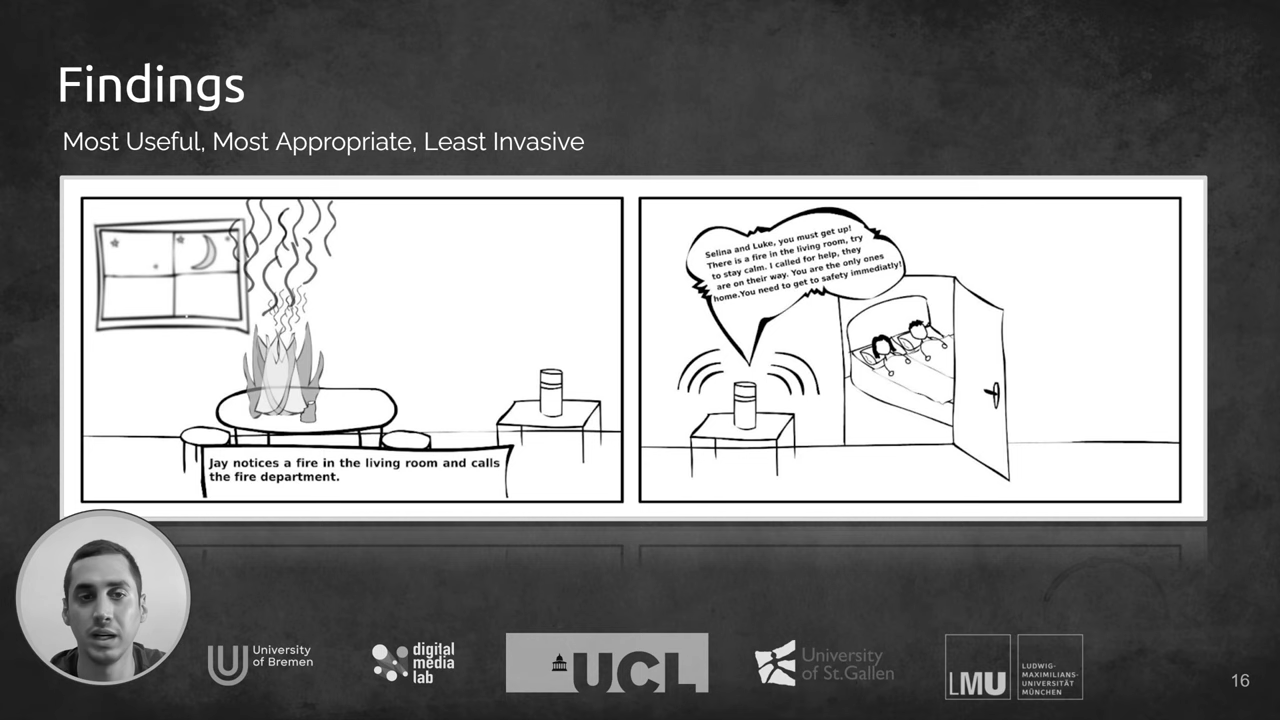 Findings
Most Useful, Most Appropriate, Least Invasive
Jay notices a fire in the living room and calls
the fire department.
Selina and Luke, you must get up!
There is a fire in the living room, try
to stay calm. I called for help, they
are on their way. You are the only ones
home.You need to get to safety immediatly!
University
of Bremen
digital
media
lab
UCL
University
of St.Gallen
LMU
LUDWIG-
MAXIMILIANS-
UNIVERSITÄT
MÜNCHEN
16